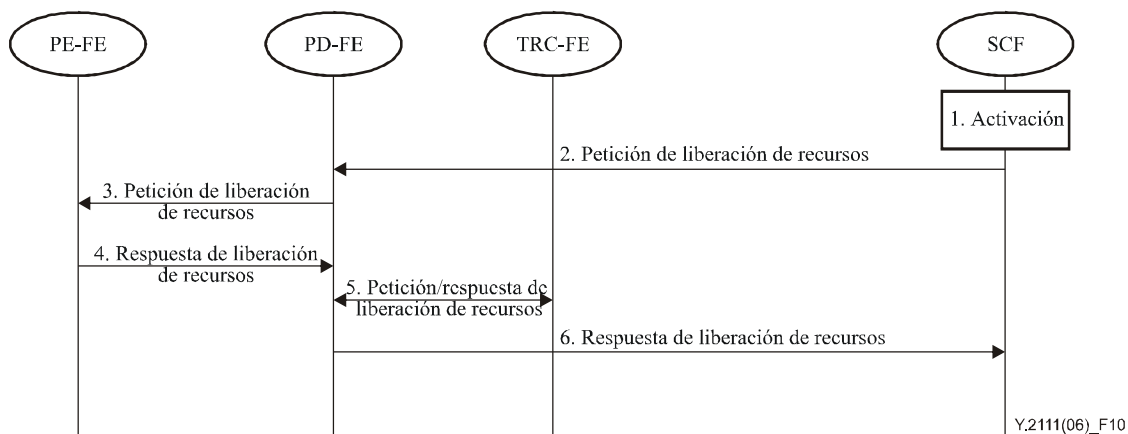 PE-FE
PD-FE
TRC-FE
SCF
1. Activación
2. Petición de liberación de recursos
3. Petición de liberación
de recursos
4. Respuesta de liberación
de recursos
5. Petición/respuesta de
liberación de recursos
6. Respuesta de liberación de recursos
Y.2111(06)_F10